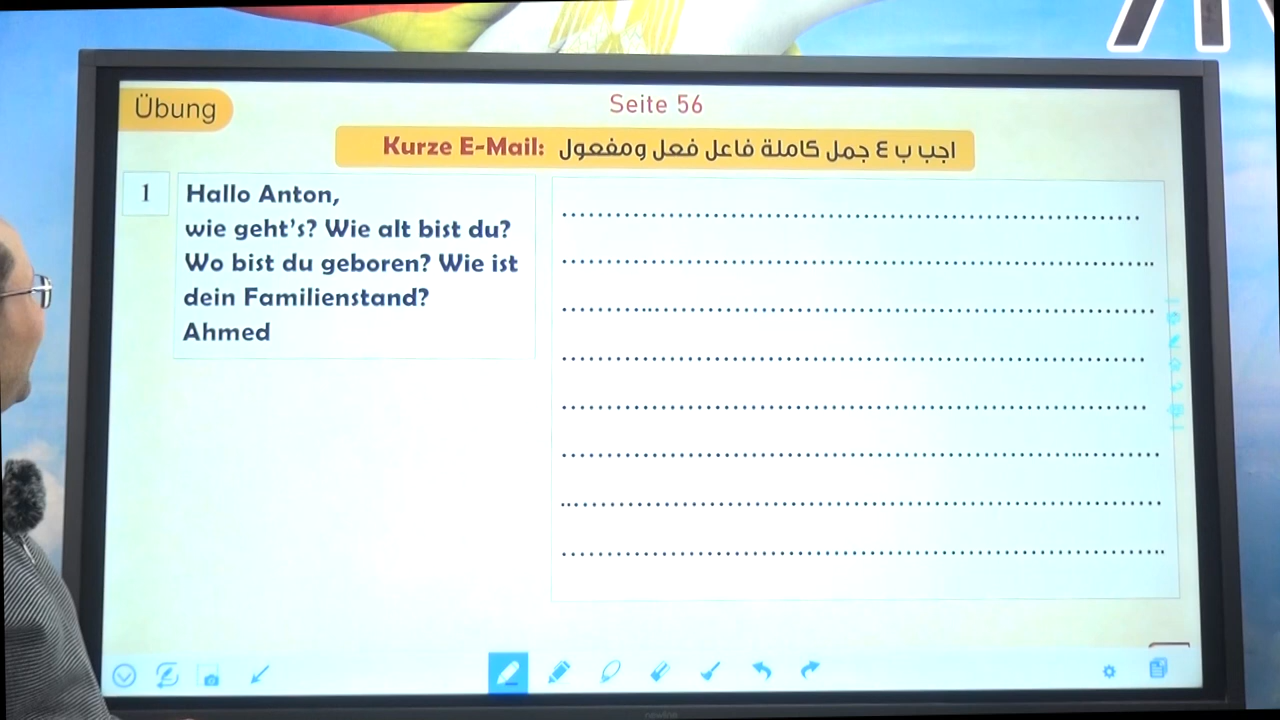 Übung
Seite 56
Kurze E-Mail: اجب ب ٤ جمل كاملة فاعل فعل ومفعول
1
Hallo Anton,
wie geht's? Wie alt bist du?
Wo bist du geboren? Wie ist
dein Familienstand?
Ahmed
newline